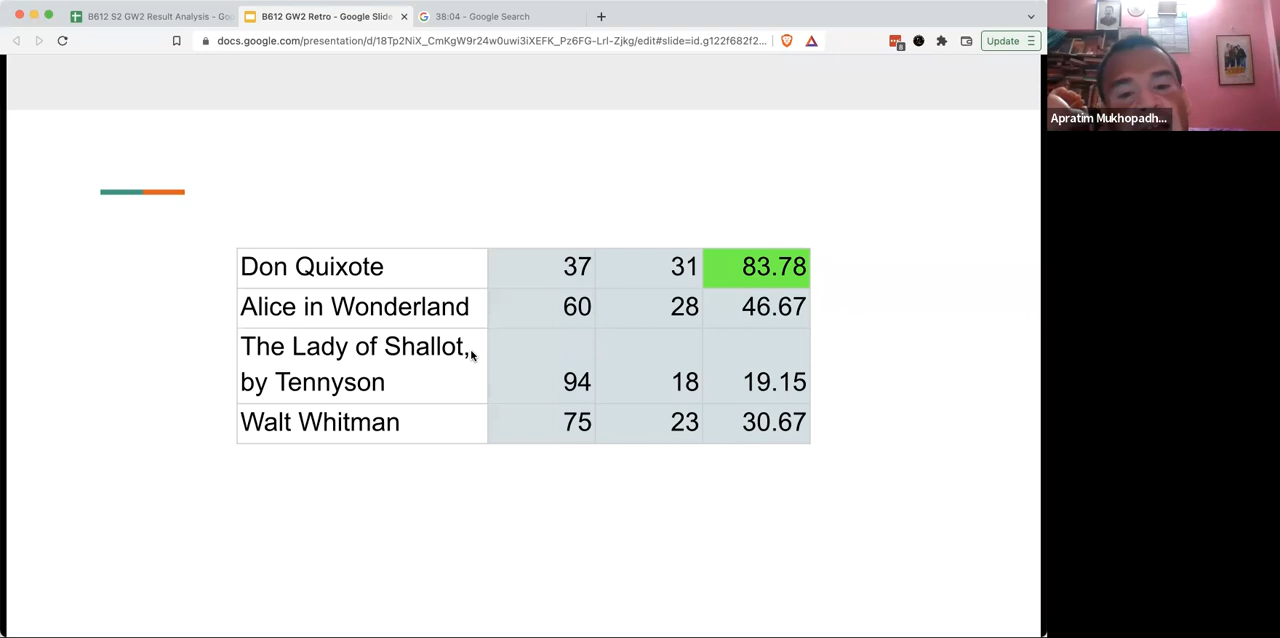 B612 S2 GW2 Result Analysis - Go
B612 GW2 Retro - Google Slide
38:04 - Google Search
docs.google.com/presentation/d/18Tp2NiX_CmKgW9r24w0uwi3iXEFK_Pz6FG-LrI-Zjkg/edit#slide=id.g122f682f2...
8
Update
Apratim Mukhopadh...
Don Quixote 37 31 83.78
Alice in Wonderland 60 28 46.67
The Lady of Shallot,
by Tennyson 94 18 19.15
Walt Whitman 75 23 30.67